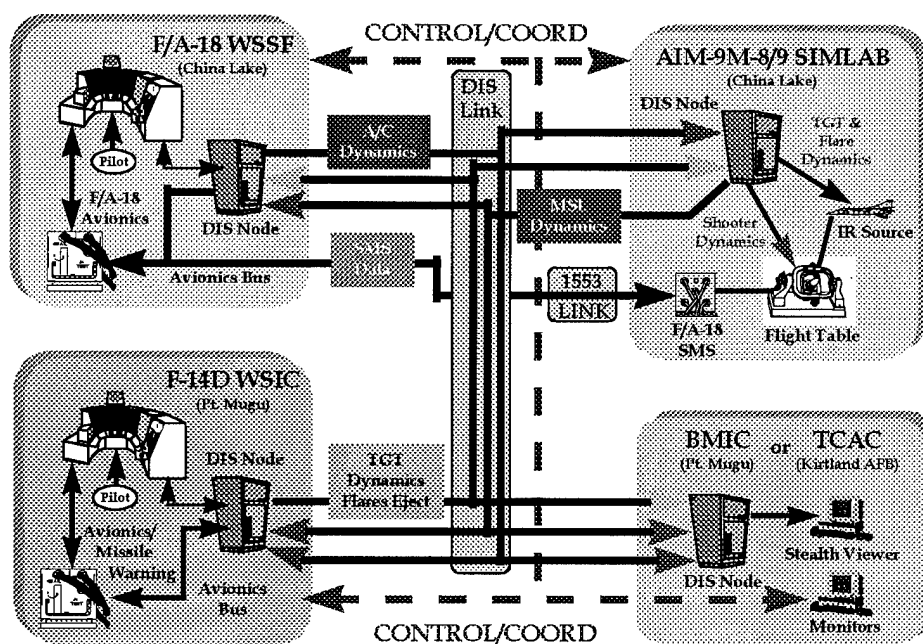 F/A-18 WSSF
(China Lake)
CONTROL/COORD
AIM-9M-8/9 SIMLAB
(China Lake)
DIS
Link
DIS Node
TGT &
Flare
Dynamics
A/C
Dynamics
Pilot
F/A-18
Avionics
DIS Node
MSL
Dynamics
Shooter
Dynamics
IR Source
SMS
Data
Avionics Bus
1553
LINK
F/A-18
SMS
Flight Table
F-14D WSIC
(Pt. Mugu)
DIS Node
TGT
Dynamics
Flares Eject
Pilot
Avionics/
Missile
Warning
Avionics
Bus
BMIC or TCAC
(Pt. Mugu) (Kirtland AFB)
Stealth Viewer
DIS Node
Monitors
CONTROL/COORD